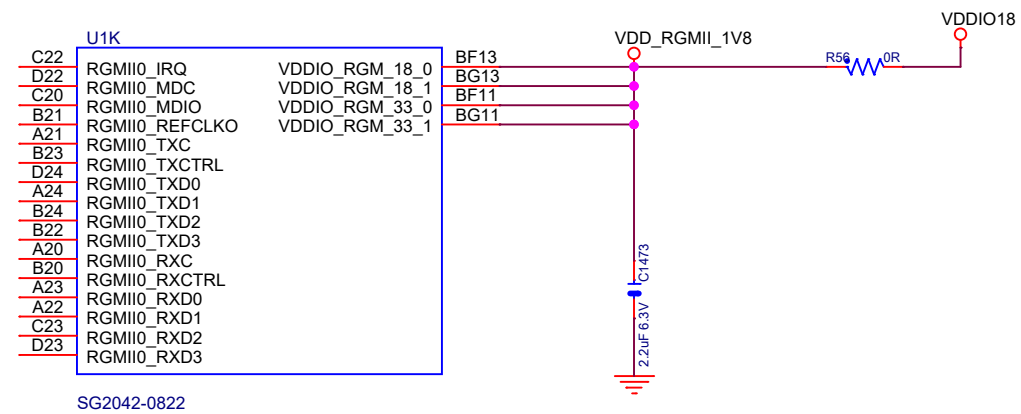 VDDIO18
U1K
VDD_RGMII_1V8
R56
0R
C22 RGMII0_IRQ VDDIO_RGM_18_0 BF13
D22 RGMII0_MDC VDDIO_RGM_18_1 BG13
C20 RGMII0_MDIO VDDIO_RGM_33_0 BF11
B21 RGMII0_REFCLKO VDDIO_RGM_33_1 BG11
A21 RGMII0_TXC
B23 RGMII0_TXCTRL
D24 RGMII0_TXD0
A24 RGMII0_TXD1
B24 RGMII0_TXD2
B22 RGMII0_TXD3
A20 RGMII0_RXC
B20 RGMII0_RXCTRL
A23 RGMII0_RXD0
A22 RGMII0_RXD1
C23 RGMII0_RXD2
D23 RGMII0_RXD3
C1473
2.2uF 6.3V
SG2042-0822